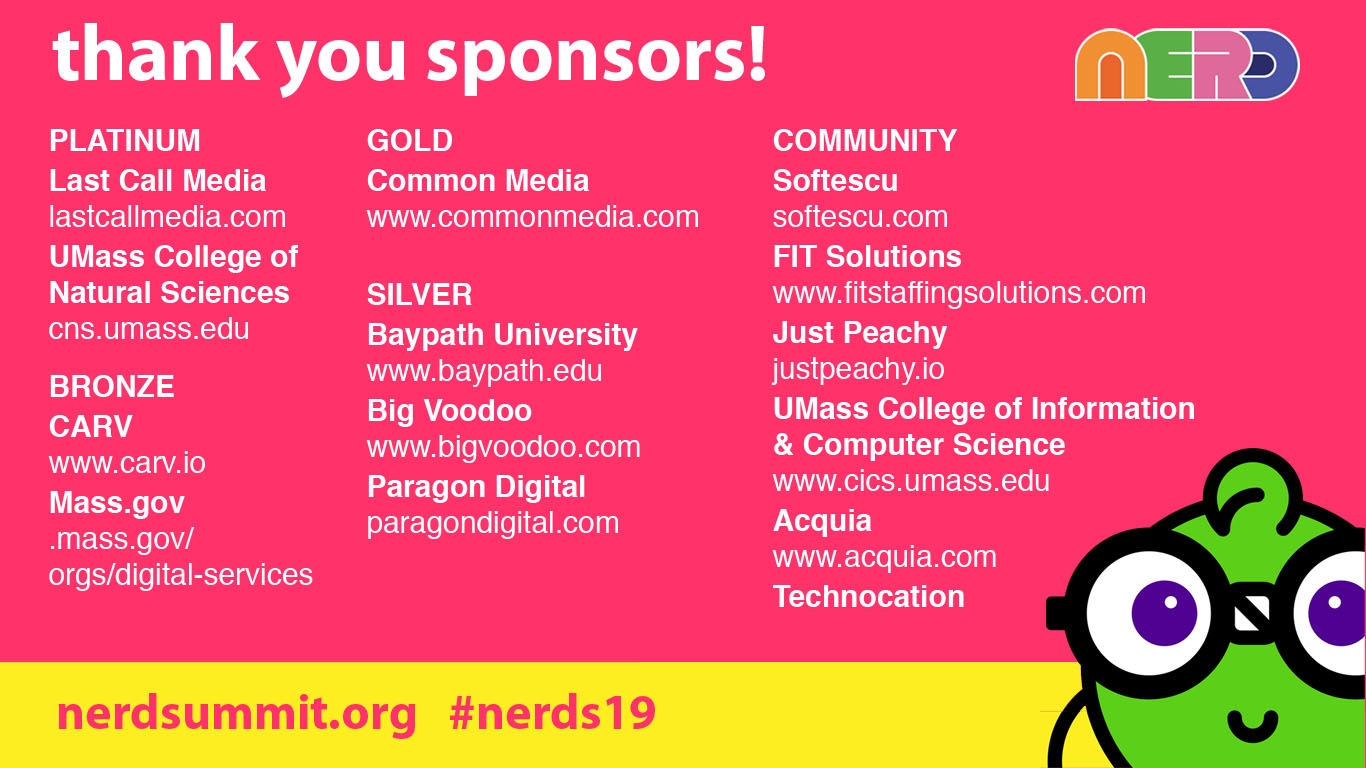 thank you sponsors!
nERD
PLATINUM
Last Call Media
lastcallmedia.com
UMass College of
Natural Sciences
cns.umass.edu
BRONZE
CARV
www.carv.io
Mass.gov
.mass.gov/
orgs/digital-services
GOLD
Common Media
www.commonmedia.com
SILVER
Baypath University
www.baypath.edu
Big Voodoo
www.bigvoodoo.com
Paragon Digital
paragondigital.com
COMMUNITY
Softescu
softescu.com
FIT Solutions
www.fitstaffingsolutions.com
Just Peachy
justpeachy.io
UMass College of Information
& Computer Science
www.cics.umass.edu
Acquia
www.acquia.com
Technocation
nerdsummit.org #nerds19